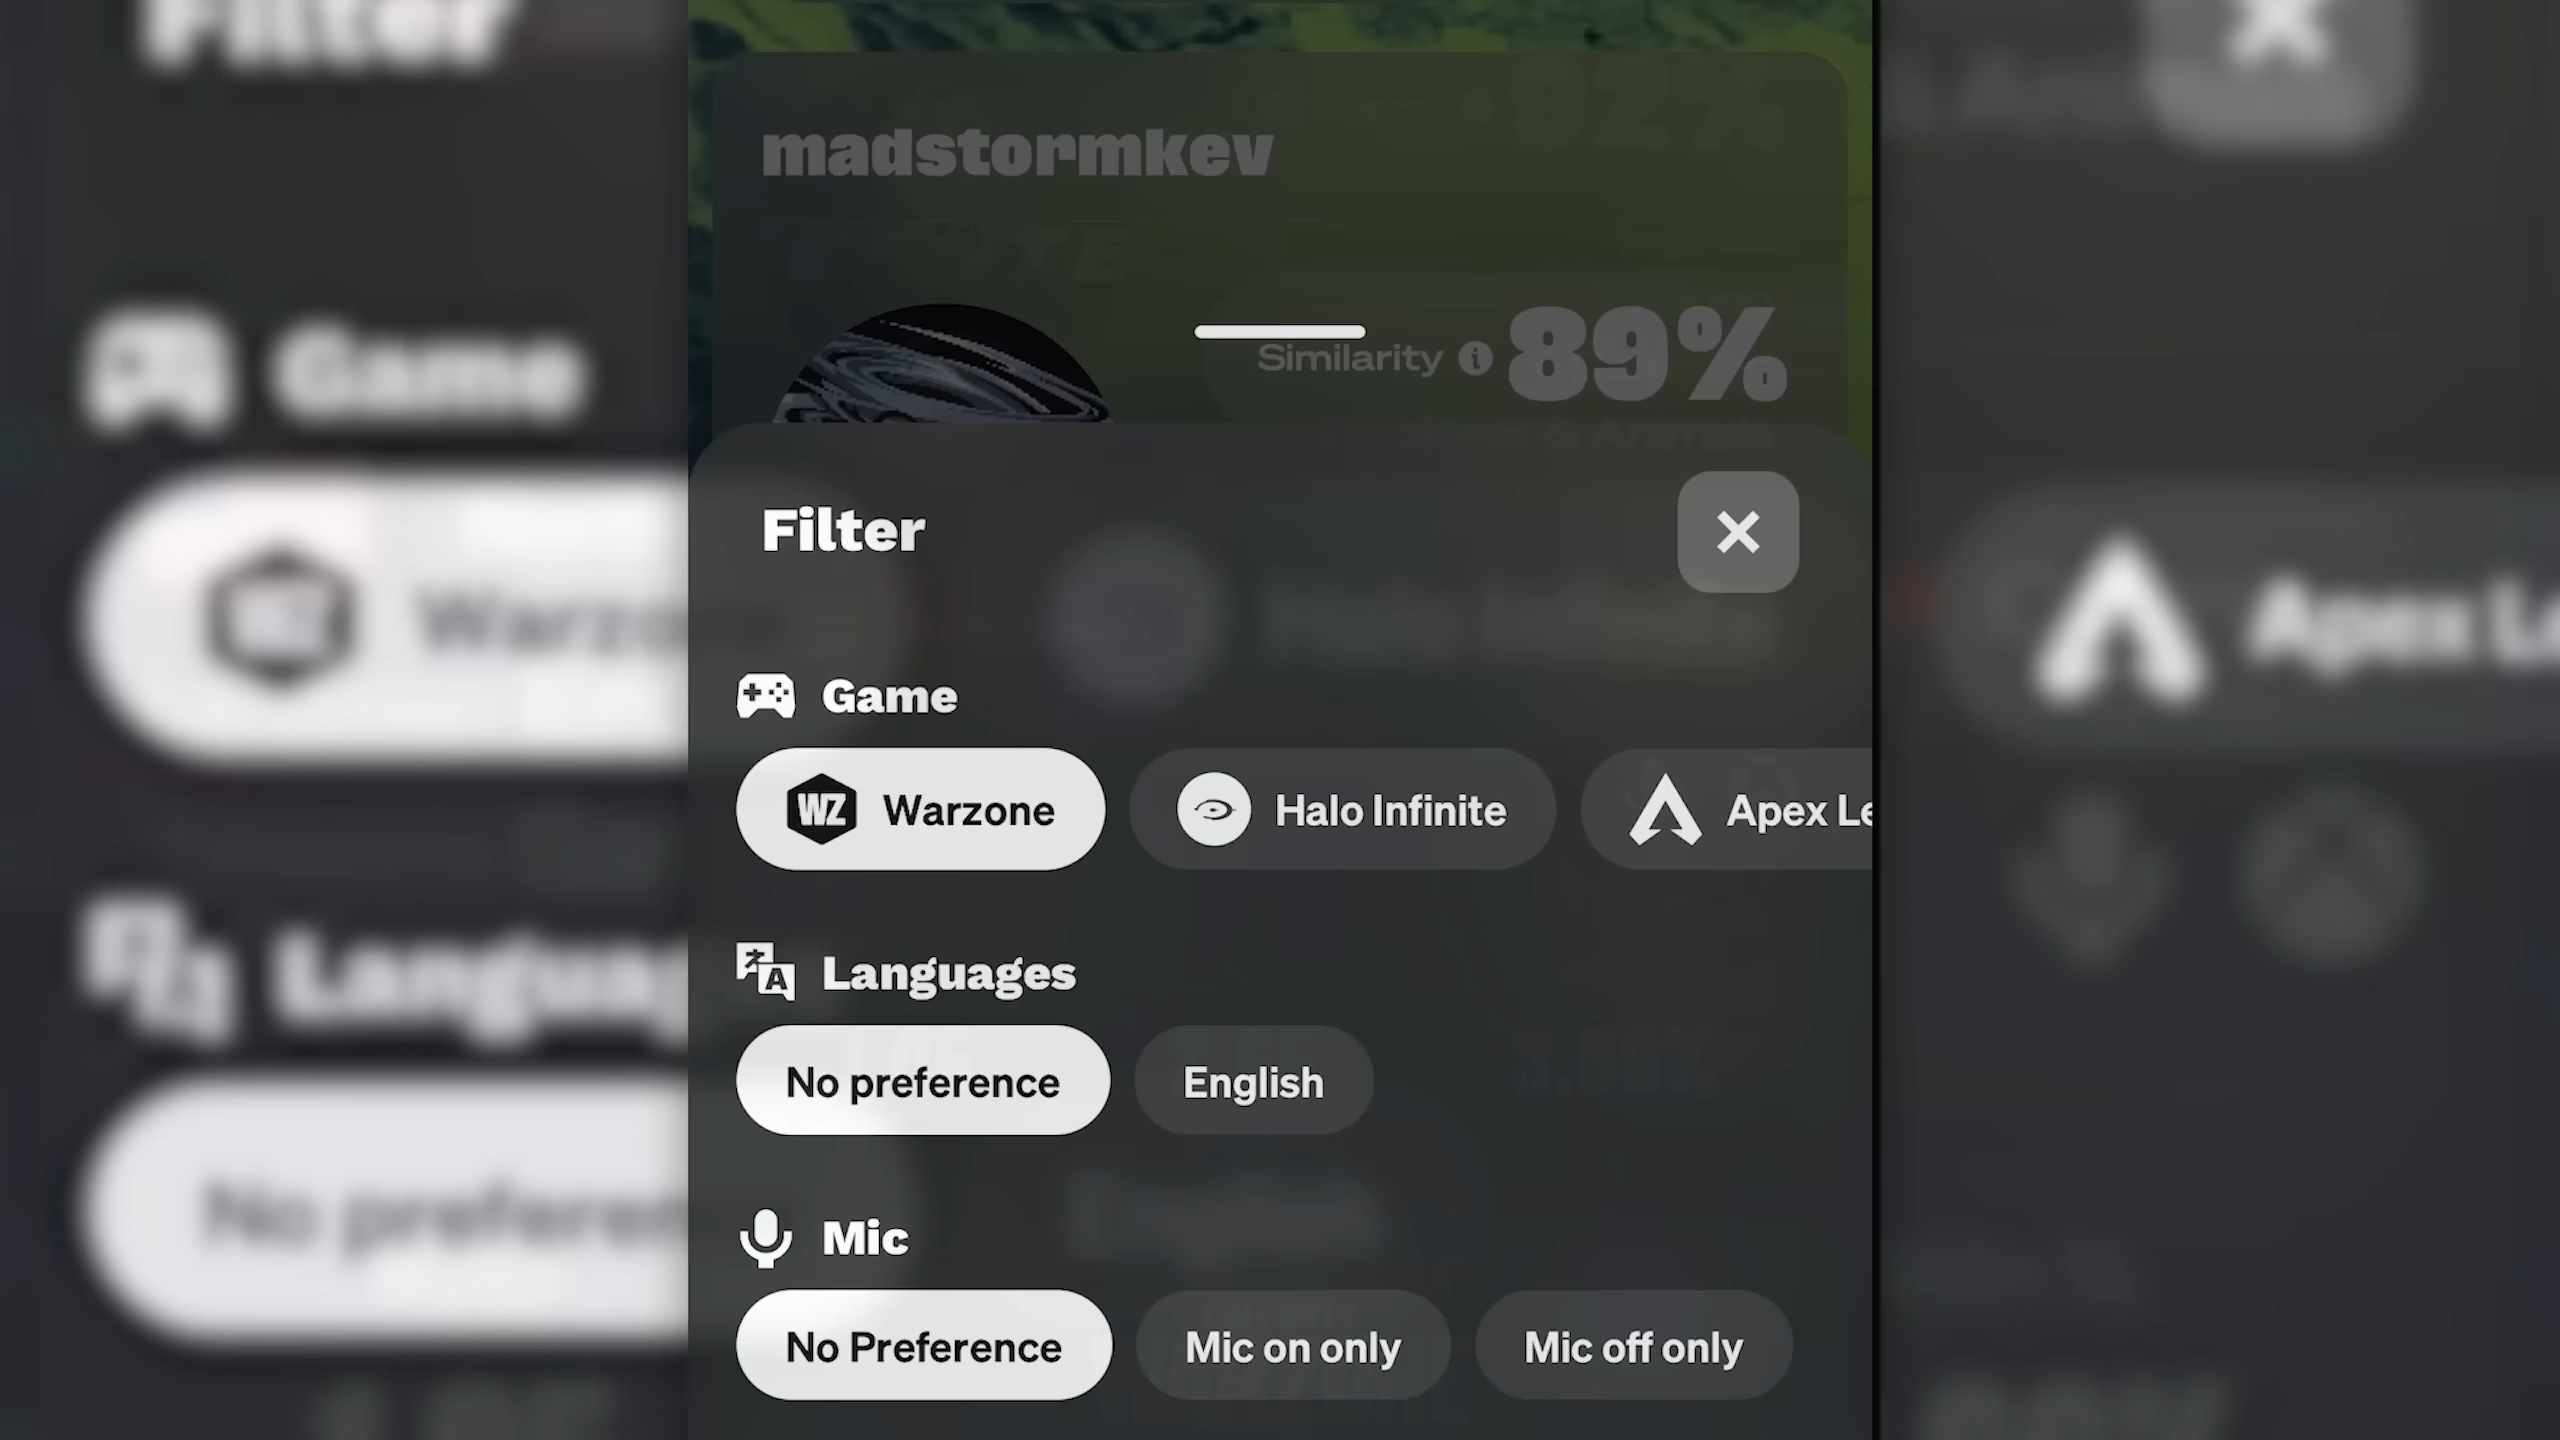 madstormkev
Similarity 89%
Filter
Game
WZ Warzone Halo Infinite Apex Le
Languages
No preference English
Mic
No Preference Mic on only Mic off only